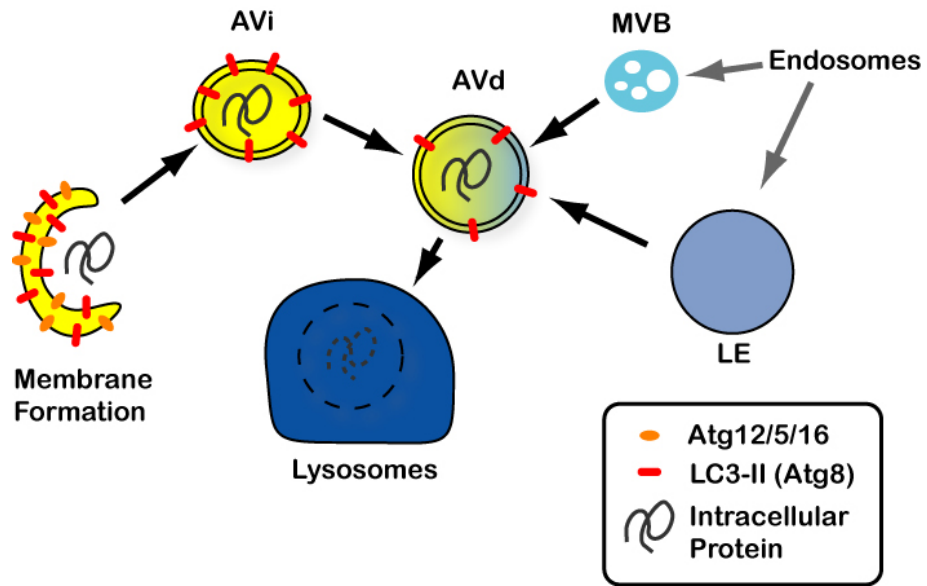 AVi
MVB
Endosomes
AVd
Membrane
Formation
LE
Lysosomes
Atg12/5/16
LC3-II (Atg8)
Intracellular
Protein